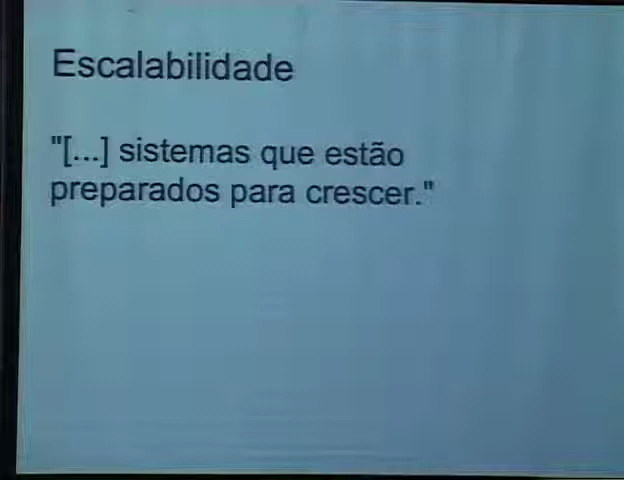 Escalabilidade
"[...] sistemas que estão
preparados para crescer."